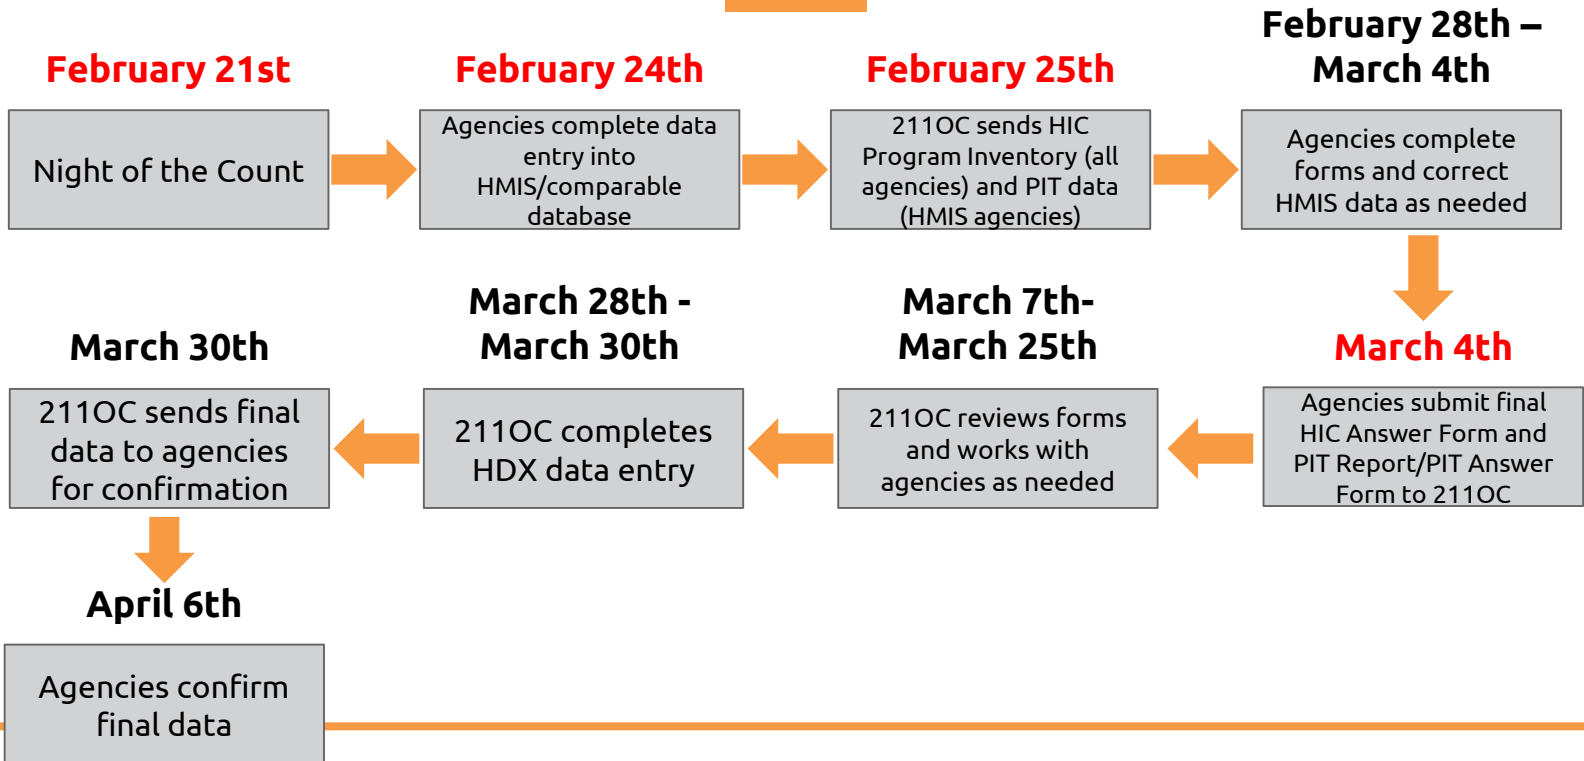 February 21st
Night of the Count
February 24th
Agencies complete data
entry into
HMIS/comparable
database
February 25th
211OC sends HIC
Program Inventory (all
agencies) and PIT data
(HMIS agencies)
February 28th –
March 4th
Agencies complete
forms and correct
HMIS data as needed
March 4th
Agencies submit final
HIC Answer Form and
PIT Report/PIT Answer
Form to 211OC
March 7th-
March 25th
211OC reviews forms
and works with
agencies as needed
March 28th -
March 30th
211OC completes
HDX data entry
March 30th
211OC sends final
data to agencies
for confirmation
April 6th
Agencies confirm
final data